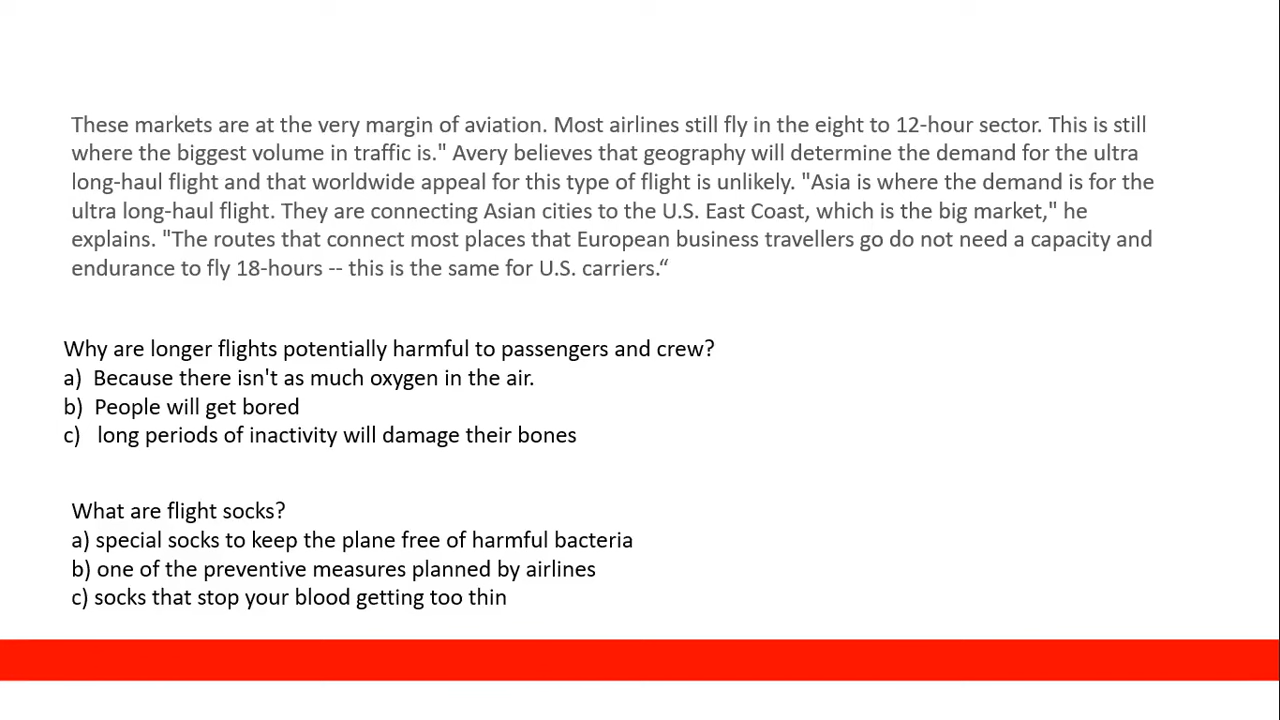 These markets are at the very margin of aviation. Most airlines still fly in the eight to 12-hour sector. This is still
where the biggest volume in traffic is." Avery believes that geography will determine the demand for the ultra
long-haul flight and that worldwide appeal for this type of flight is unlikely. "Asia is where the demand is for the
ultra long-haul flight. They are connecting Asian cities to the U.S. East Coast, which is the big market," he
explains. "The routes that connect most places that European business travellers go do not need a capacity and
endurance to fly 18-hours -- this is the same for U.S. carriers.“
Why are longer flights potentially harmful to passengers and crew?
a) Because there isn't as much oxygen in the air.
b) People will get bored
c) long periods of inactivity will damage their bones
What are flight socks?
a) special socks to keep the plane free of harmful bacteria
b) one of the preventive measures planned by airlines
c) socks that stop your blood getting too thin